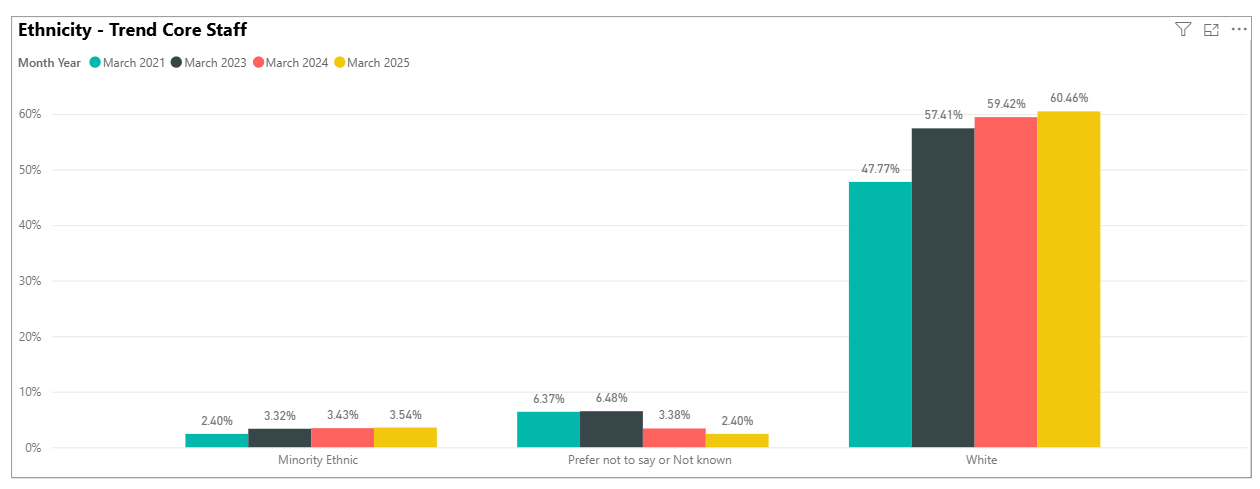 Ethnicity - Trend Core Staff
Month Year March 2021 March 2023 March 2024 March 2025
60%
50%
40%
30%
20%
10%
0%
2.40% 3.32% 3.43% 3.54%
6.37% 6.48% 3.38% 2.40%
47.77% 57.41% 59.42% 60.46%
Minority Ethnic Prefer not to say or Not known White